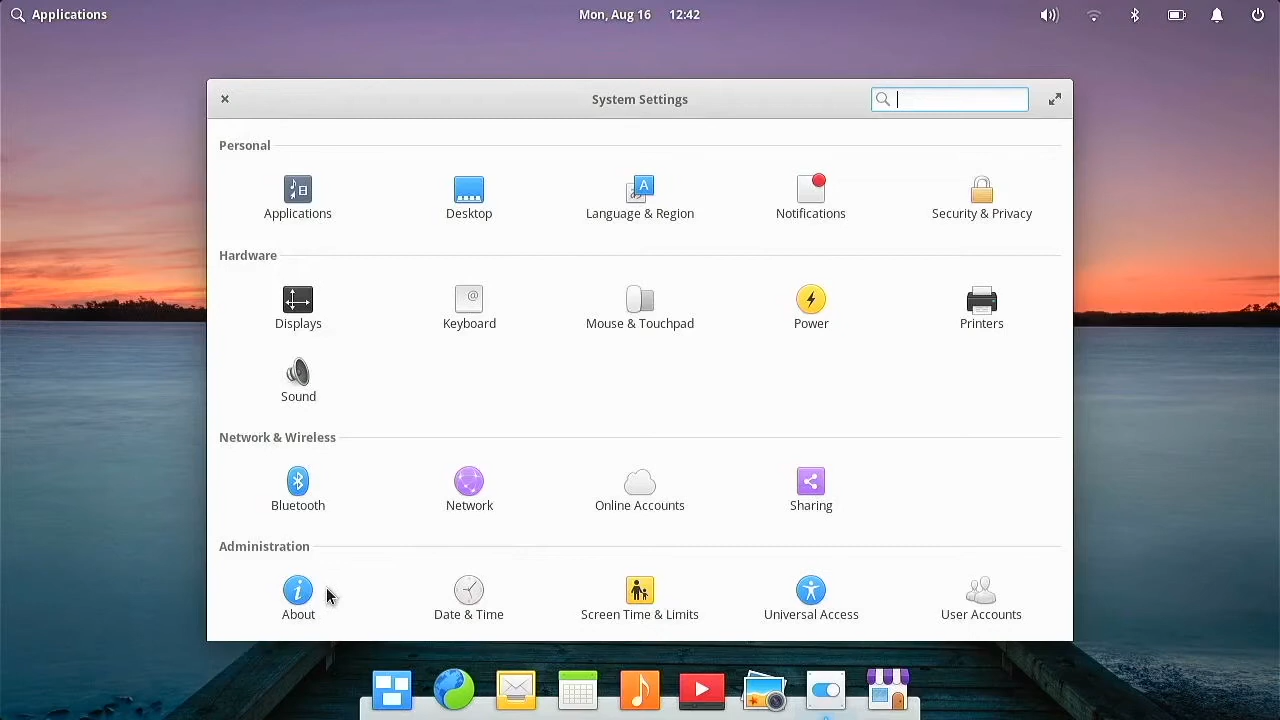 Applications
Mon, Aug 16 12:42
System Settings
Personal
Applications
Desktop
Language & Region
Notifications
Security & Privacy
Hardware
Displays
Keyboard
Mouse & Touchpad
Power
Printers
Sound
Network & Wireless
Bluetooth
Network
Online Accounts
Sharing
Administration
About
Date & Time
Screen Time & Limits
Universal Access
User Accounts